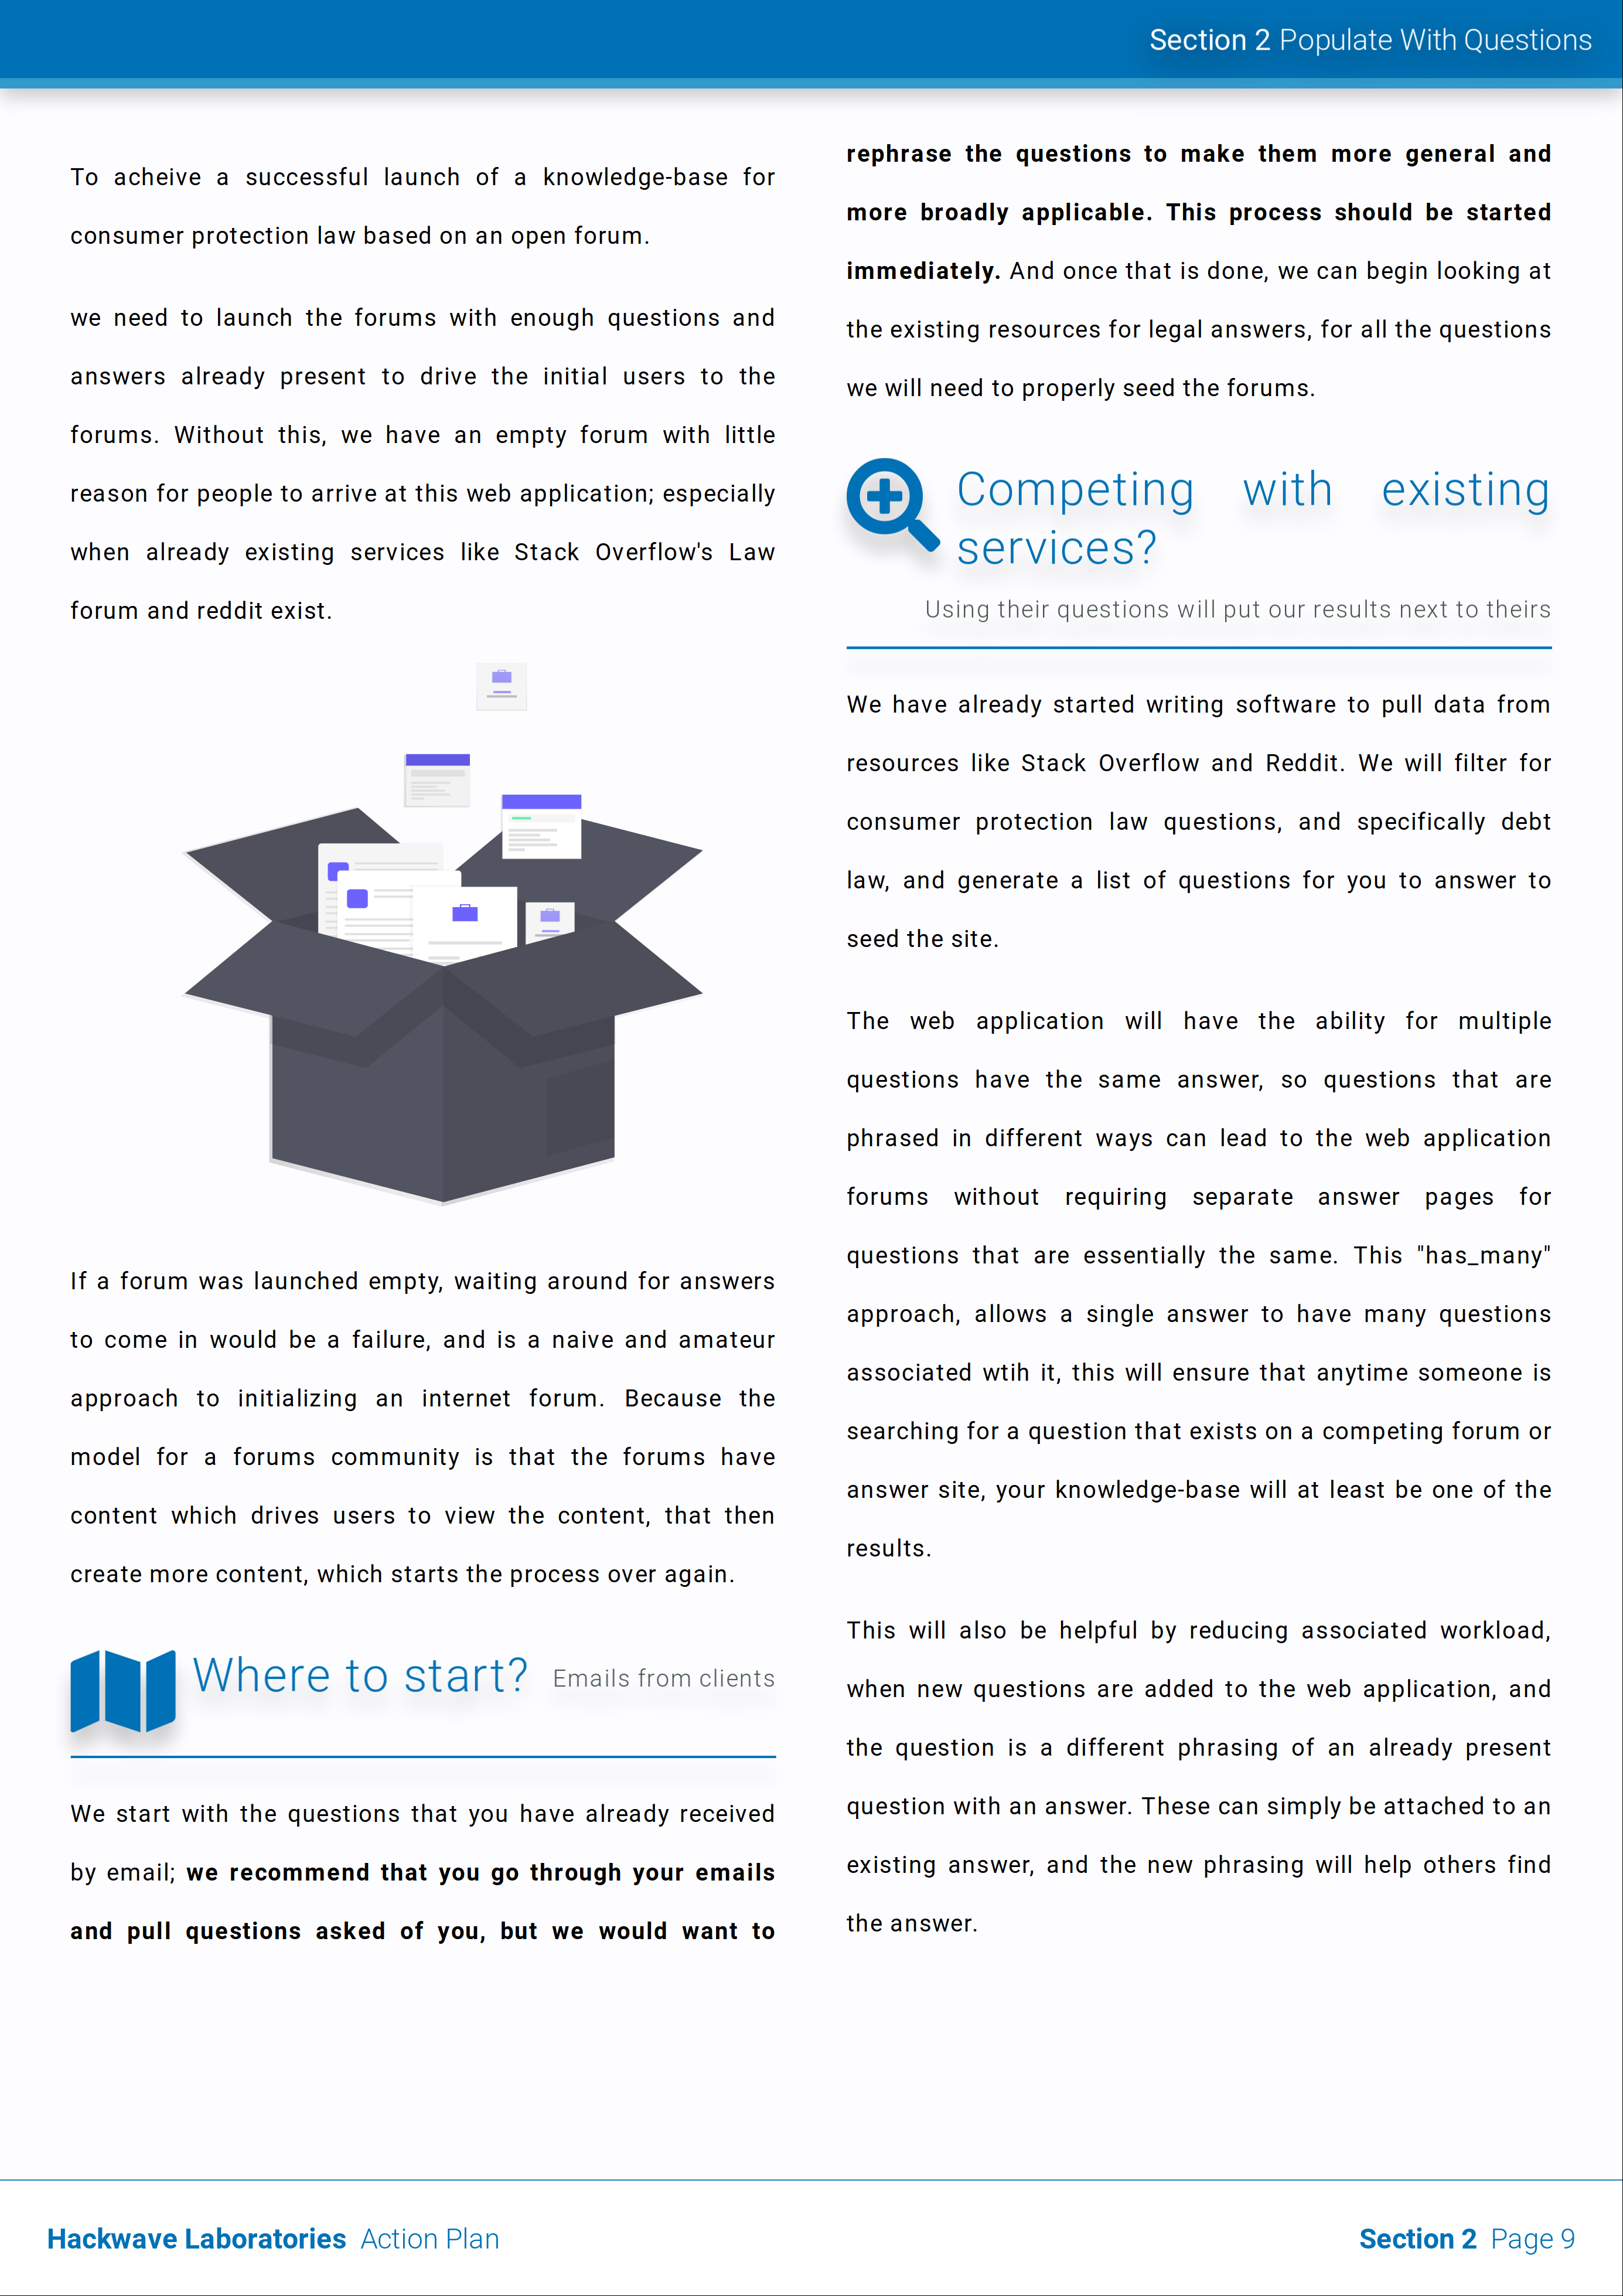 Section 2 Populate With Questions
To acheive a successful launch of a knowledge-base for
consumer protection law based on an open forum.
we need to launch the forums with enough questions and
answers already present to drive the initial users to the
forums. Without this, we have an empty forum with little
reason for people to arrive at this web application; especially
when already existing services like Stack Overflow's Law
forum and reddit exist.
If a forum was launched empty, waiting around for answers
to come in would be a failure, and is a naive and amateur
approach to initializing an internet forum. Because the
model for a forums community is that the forums have
content which drives users to view the content, that then
create more content, which starts the process over again.
Where to start? Emails from clients
We start with the questions that you have already received
by email; we recommend that you go through your emails
and pull questions asked of you, but we would want to
rephrase the questions to make them more general and
more broadly applicable. This process should be started
immediately. And once that is done, we can begin looking at
the existing resources for legal answers, for all the questions
we will need to properly seed the forums.
Competing with existing
services?
Using their questions will put our results next to theirs
We have already started writing software to pull data from
resources like Stack Overflow and Reddit. We will filter for
consumer protection law questions, and specifically debt
law, and generate a list of questions for you to answer to
seed the site.
The web application will have the ability for multiple
questions have the same answer, so questions that are
phrased in different ways can lead to the web application
forums without requiring separate answer pages for
questions that are essentially the same. This "has_many"
approach, allows a single answer to have many questions
associated wtih it, this will ensure that anytime someone is
searching for a question that exists on a competing forum or
answer site, your knowledge-base will at least be one of the
results.
This will also be helpful by reducing associated workload,
when new questions are added to the web application, and
the question is a different phrasing of an already present
question with an answer. These can simply be attached to an
existing answer, and the new phrasing will help others find
the answer.
Hackwave Laboratories Action Plan
Section 2 Page 9